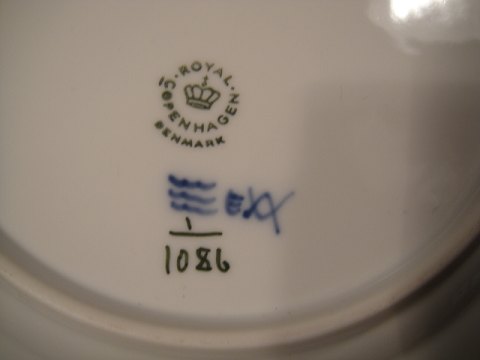 ROYAL
COPENHAGEN
DENMARK
1
1086